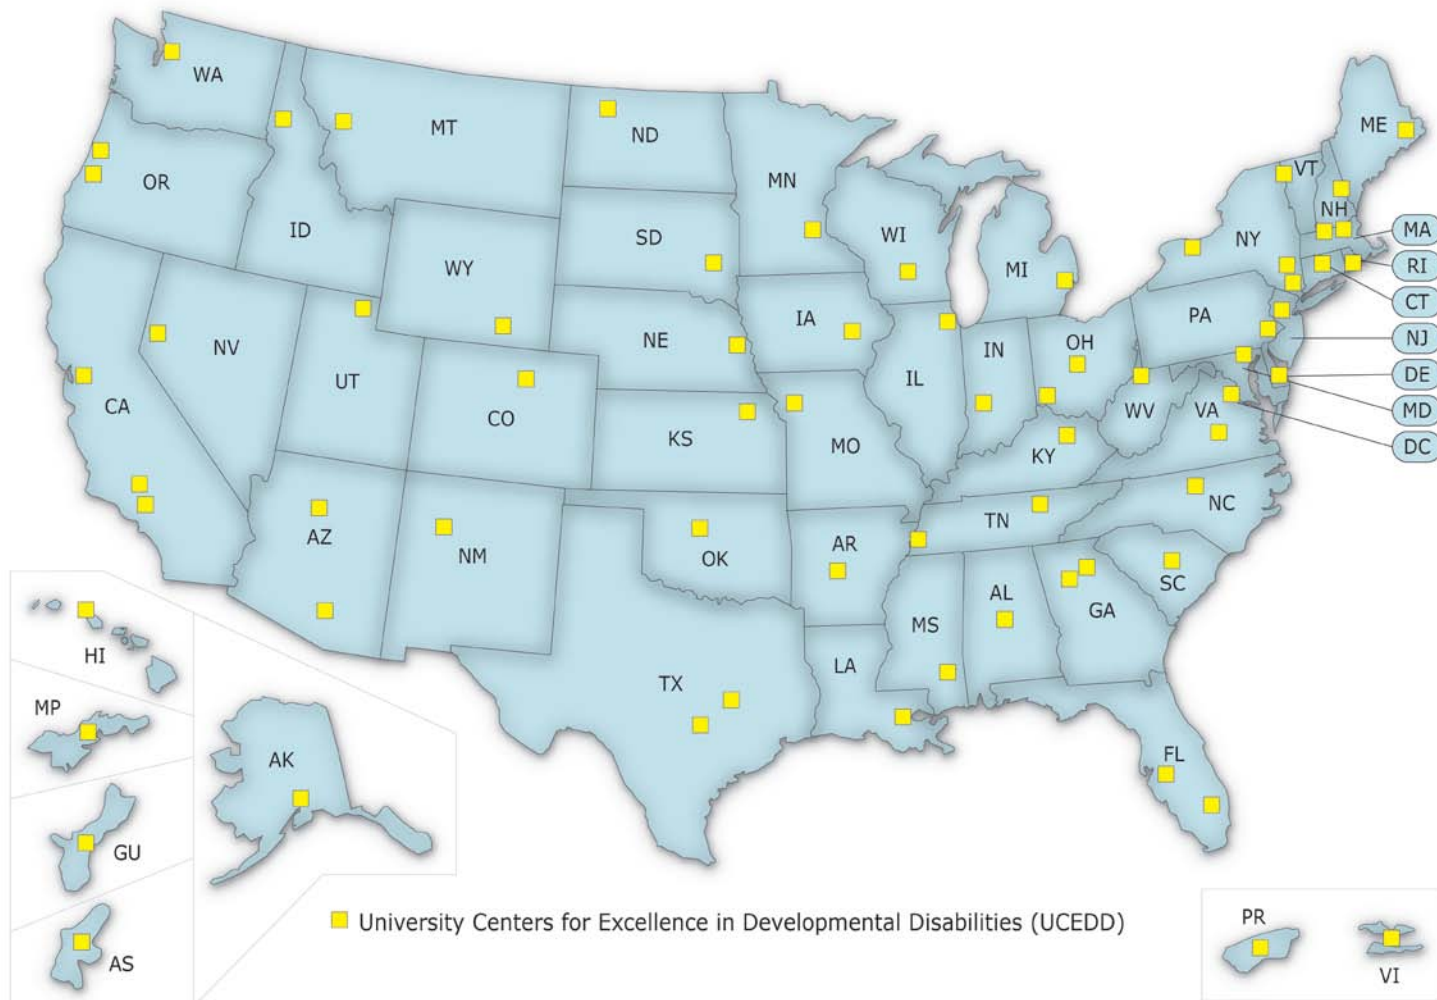 WA
MT
ND
ME
OR
MN
VT
ID
SD
WI
NH
MA
WY
MI
NY
RI
CT
NV
NE
IA
PA
NJ
UT
IN
OH
CA
CO
IL
DE
KS
MO
WV
VA
MD
KY
DC
AZ
NM
OK
AR
TN
NC
SC
MS
AL
GA
HI
LA
TX
MP
AK
FL
GU
University Centers for Excellence in Developmental Disabilities (UCEDD)
PR
AS
VI